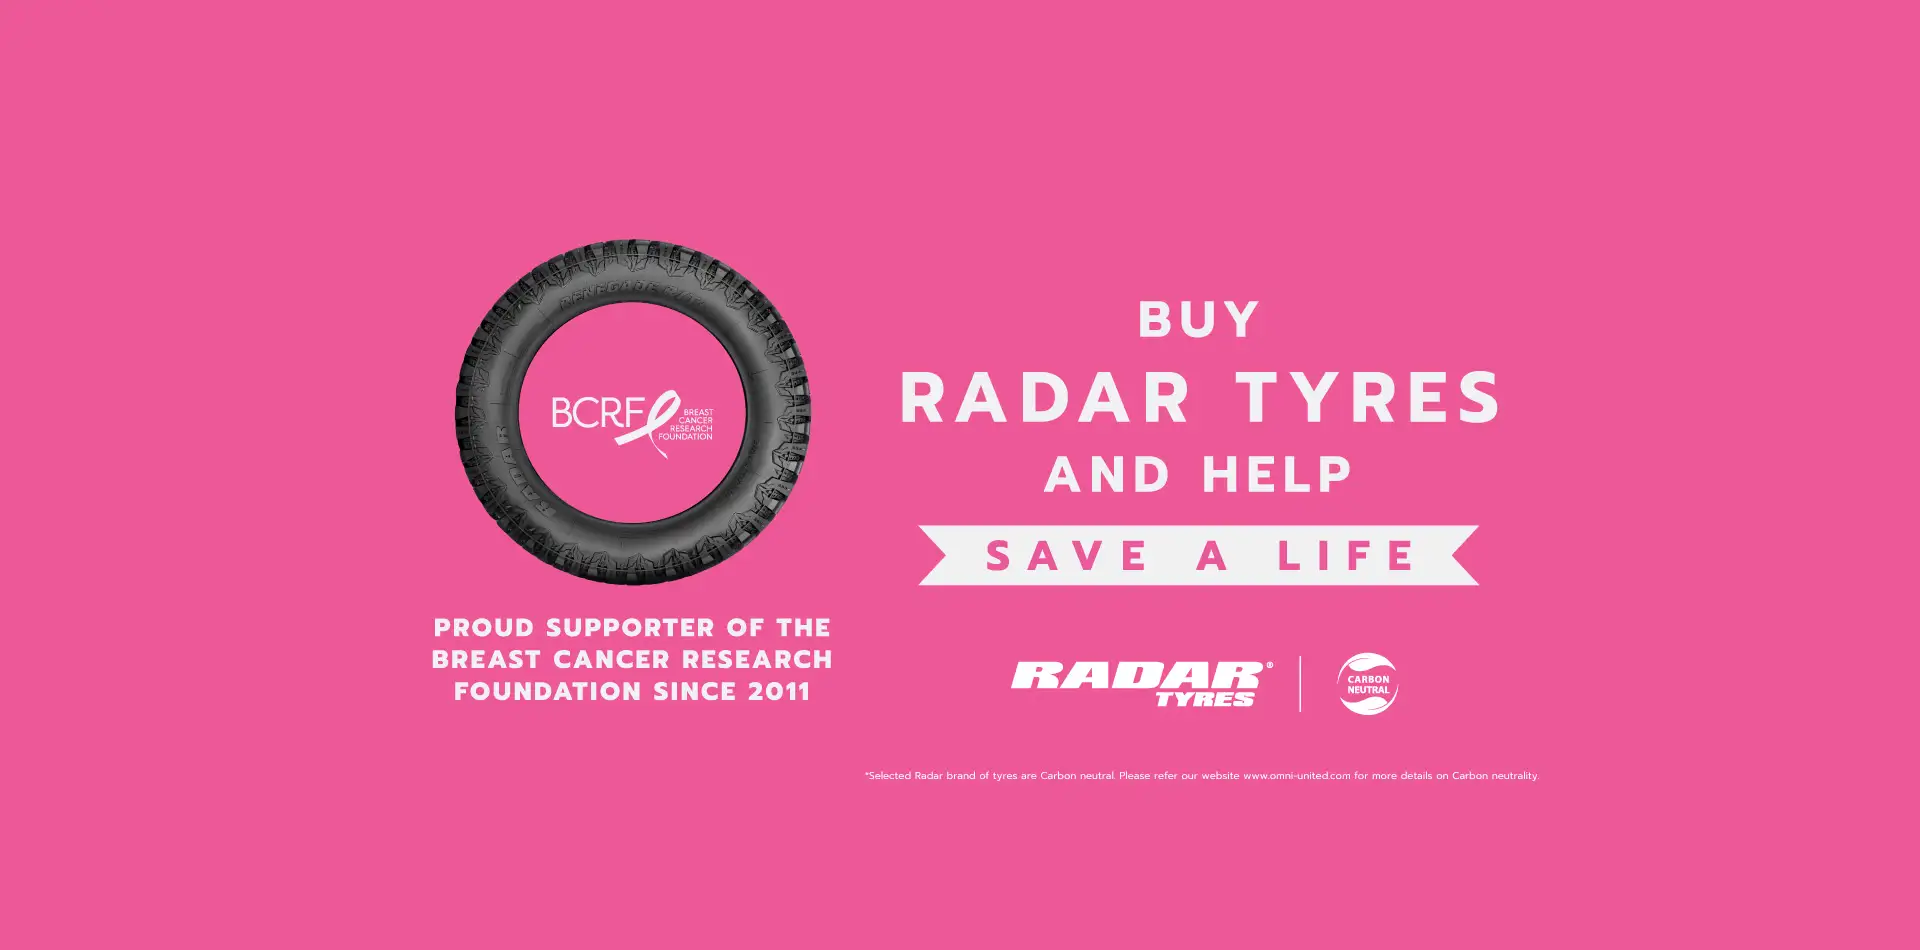 RENEGADE R/T
RADAR
BCRF
BREAST
CANCER
RESEARCH
FOUNDATION
PROUD SUPPORTER OF THE
BREAST CANCER RESEARCH
FOUNDATION SINCE 2011
BUY
RADAR TYRES
AND HELP
SAVE A LIFE
RADAR®
TYRES
CARBON
NEUTRAL
*Selected Radar brand of tyres are Carbon neutral. Please refer our website www.omni-united.com for more details on Carbon neutrality.